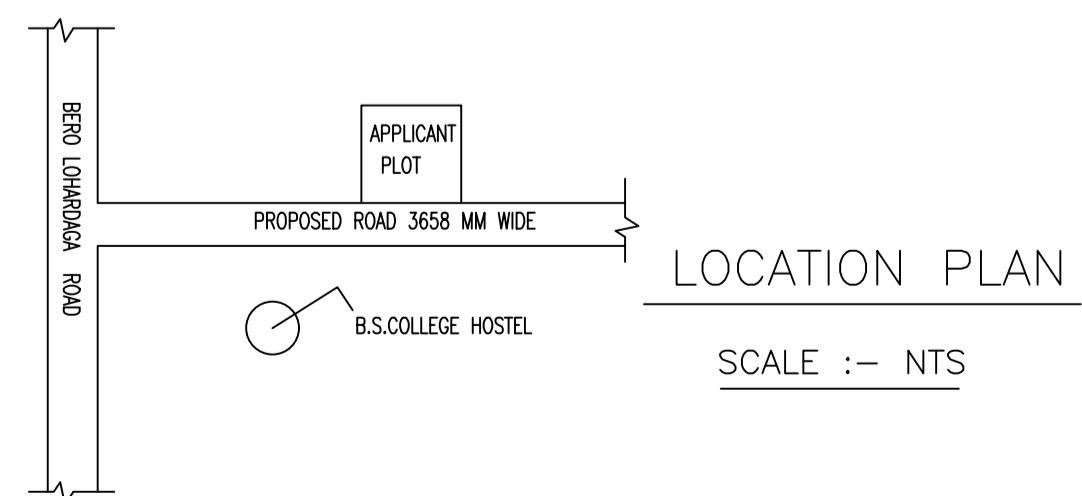 BERO LOHARDAGA ROAD
APPLICANT
PLOT
PROPOSED ROAD 3658 MM WIDE
B.S.COLLEGE HOSTEL
LOCATION PLAN
SCALE :- NTS